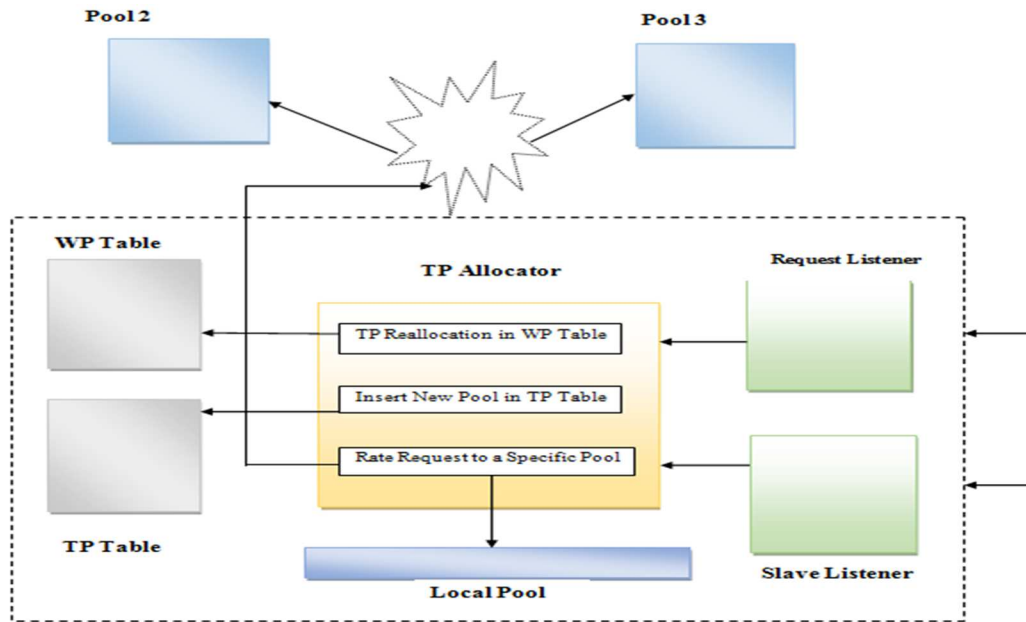 Pool 2
Pool 3
WP Table
TP Allocator
Request Listener
TP Reallocation in WP Table
Insert New Pool in TP Table
Rate Request to a Specific Pool
TP Table
Local Pool
Slave Listener